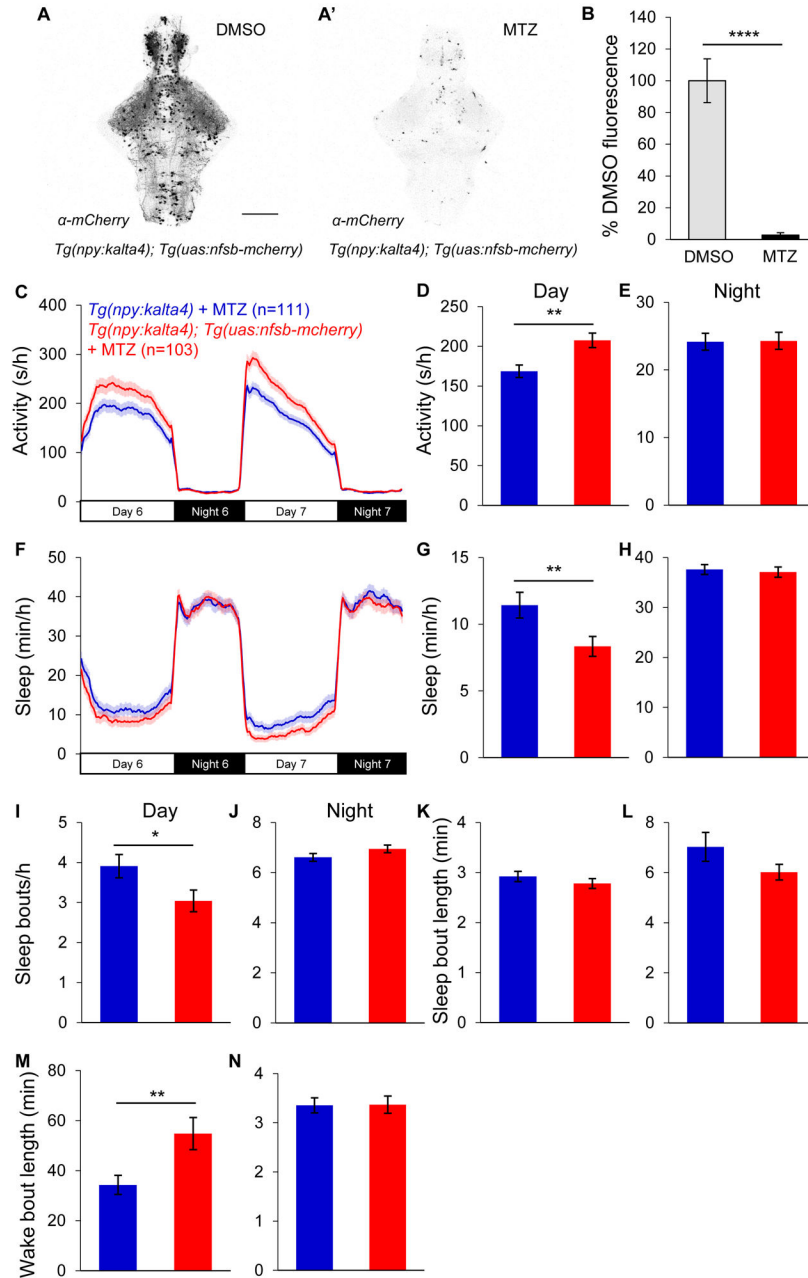 A
DMSO
α-mCherry
Tg(npy:kalta4); Tg(uas:nfsb-mcherry)
A'
MTZ
α-mCherry
Tg(npy:kalta4); Tg(uas:nfsb-mcherry)
B
% DMSO fluorescence
140
120
100
80
60
40
20
0
****
DMSO
MTZ
C
Activity (s/h)
400
300
200
100
0
Tg(npy:kalta4) + MTZ (n=111)
Tg(npy:kalta4); Tg(uas:nfsb-mcherry)
+ MTZ (n=103)
Day 6
Night 6
Day 7
Night 7
D
Day
Activity (s/h)
250
200
150
100
50
0
**
E
Night
30
20
10
0
F
Sleep (min/h)
50
40
30
20
10
0
Day 6
Night 6
Day 7
Night 7
G
Sleep (min/h)
15
10
5
0
**
H
40
30
20
10
0
I
Day
Sleep bouts/h
5
4
3
2
1
0
*
J
Night
8
6
4
2
0
K
Sleep bout length (min)
4
3
2
1
0
L
8
6
4
2
0
M
Wake bout length (min)
80
60
40
20
0
**
N
4
3
2
1
0